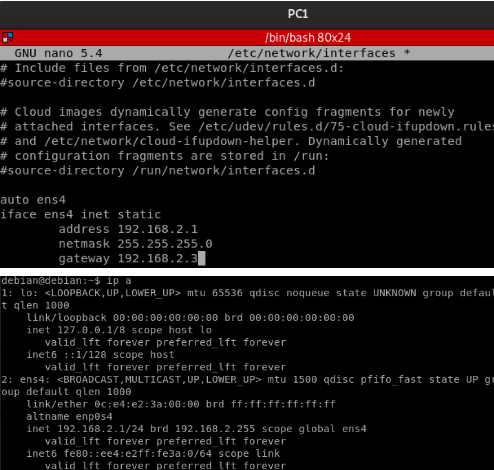 PC1
/bin/bash 80x24
GNU nano 5.4 /etc/network/interfaces *
# Include files from /etc/network/interfaces.d:
#source-directory /etc/network/interfaces.d
# Cloud images dynamically generate config fragments for newly
# attached interfaces. See /etc/udev/rules.d/75-cloud-ifupdown.rules
# and /etc/network/cloud-ifupdown-helper. Dynamically generated
# configuration fragments are stored in /run:
#source-directory /run/network/interfaces.d
auto ens4
iface ens4 inet static
address 192.168.2.1
netmask 255.255.255.0
gateway 192.168.2.3
debian@debian:~$ ip a
1: lo: <LOOPBACK,UP,LOWER_UP> mtu 65536 qdisc noqueue state UNKNOWN group defaul
t qlen 1000
link/loopback 00:00:00:00:00:00 brd 00:00:00:00:00:00
inet 127.0.0.1/8 scope host lo
valid_lft forever preferred_lft forever
inet6 ::1/128 scope host
valid_lft forever preferred_lft forever
2: ens4: <BROADCAST,MULTICAST,UP,LOWER_UP> mtu 1500 qdisc pfifo_fast state UP gr
oup default qlen 1000
link/ether 0c:e4:e2:3a:00:00 brd ff:ff:ff:ff:ff:ff
altname enp0s4
inet 192.168.2.1/24 brd 192.168.2.255 scope global ens4
valid_lft forever preferred_lft forever
inet6 fe80::ee4:e2ff:fe3a:0/64 scope link
valid_lft forever preferred_lft forever